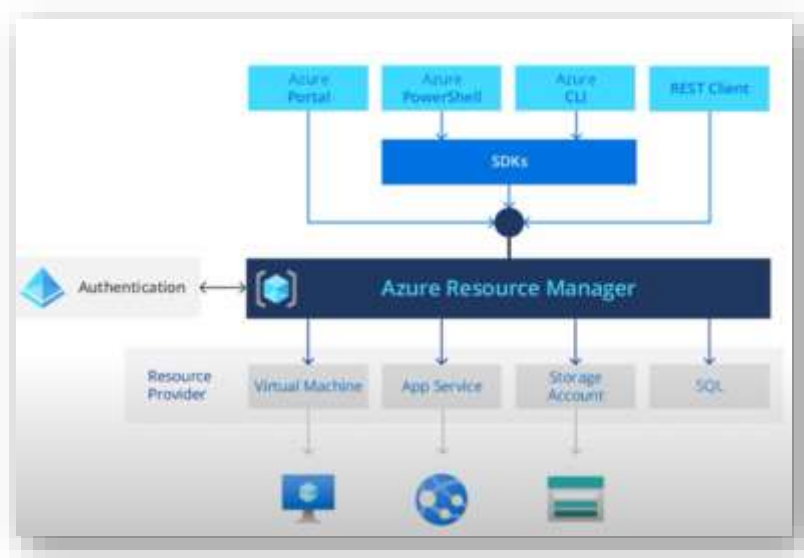 Azure
Portal
Azure
PowerShell
Azure
CLI
REST Client
SDKs
Authentication
Azure Resource Manager
Resource
Provider
Virtual Machine
App Service
Storage
Account
SQL